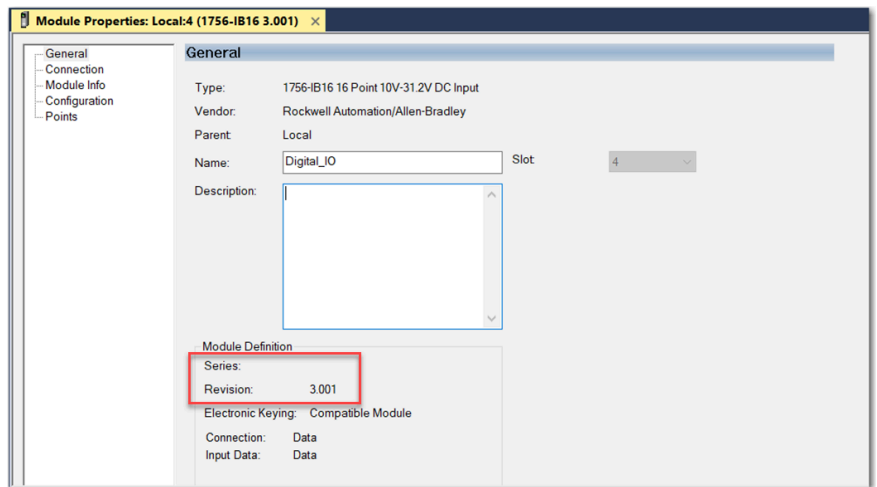 Module Properties: Local:4 (1756-IB16 3.001) ×
General
Connection
Module Info
Configuration
Points
General
Type: 1756-IB16 16 Point 10V-31.2V DC Input
Vendor: Rockwell Automation/Allen-Bradley
Parent: Local
Name: Digital_IO Slot: 4
Description:
Module Definition
Series:
Revision: 3.001
Electronic Keying: Compatible Module
Connection: Data
Input Data: Data